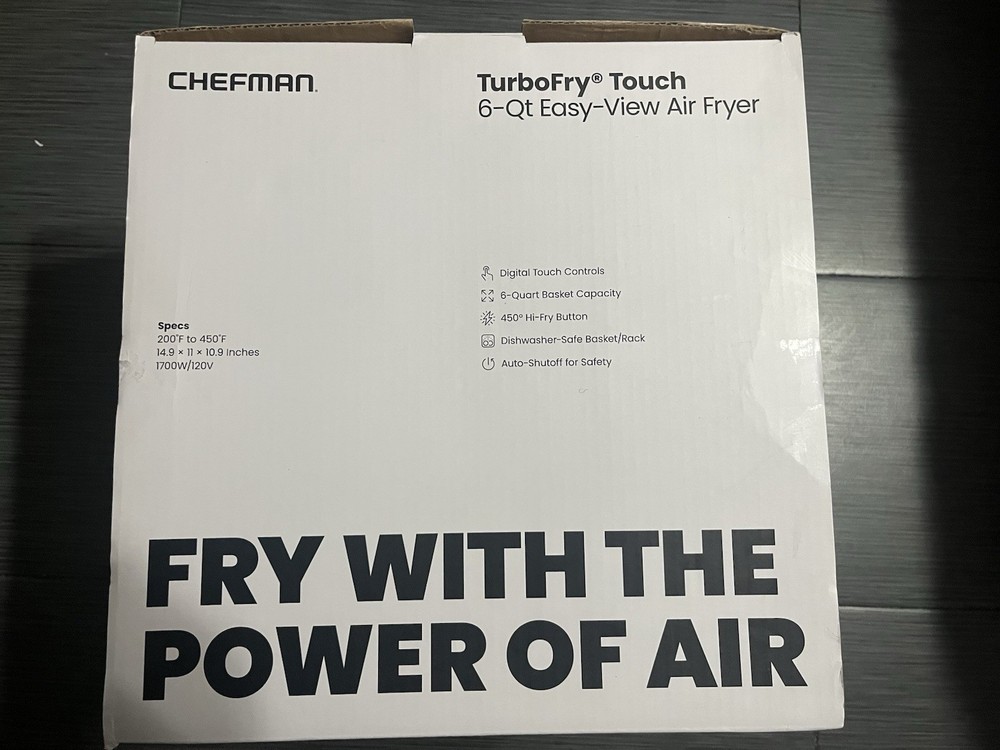 CHEFMAN.
TurboFry® Touch
6-Qt Easy-View Air Fryer
Digital Touch Controls
6-Quart Basket Capacity
450° Hi-Fry Button
Dishwasher-Safe Basket/Rack
Auto-Shutoff for Safety
Specs
200°F to 450°F
14.9 × 11 × 10.9 Inches
1700W/120V
FRY WITH THE
POWER OF AIR